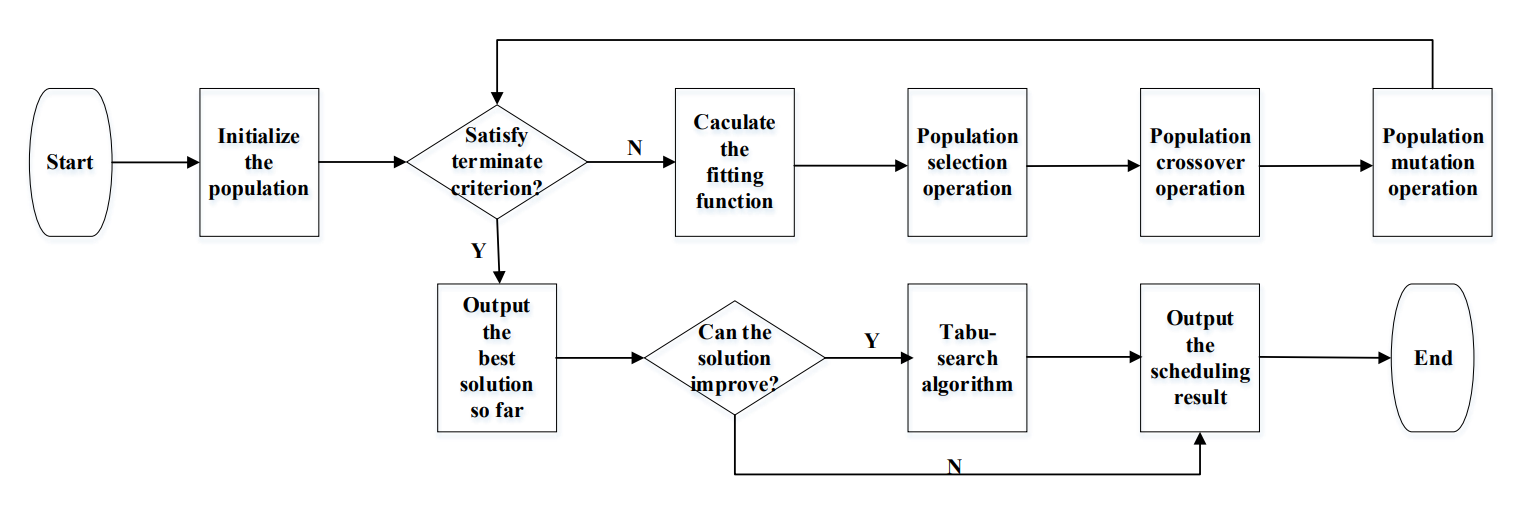 Start
Initialize
the
population
Satisfy
terminate
criterion?
N
Caculate
the
fitting
function
Population
selection
operation
Population
crossover
operation
Population
mutation
operation
Y
Output
the
best
solution
so far
Can the
solution
improve?
Y
Tabu-
search
algorithm
Output
the
scheduling
result
End
N